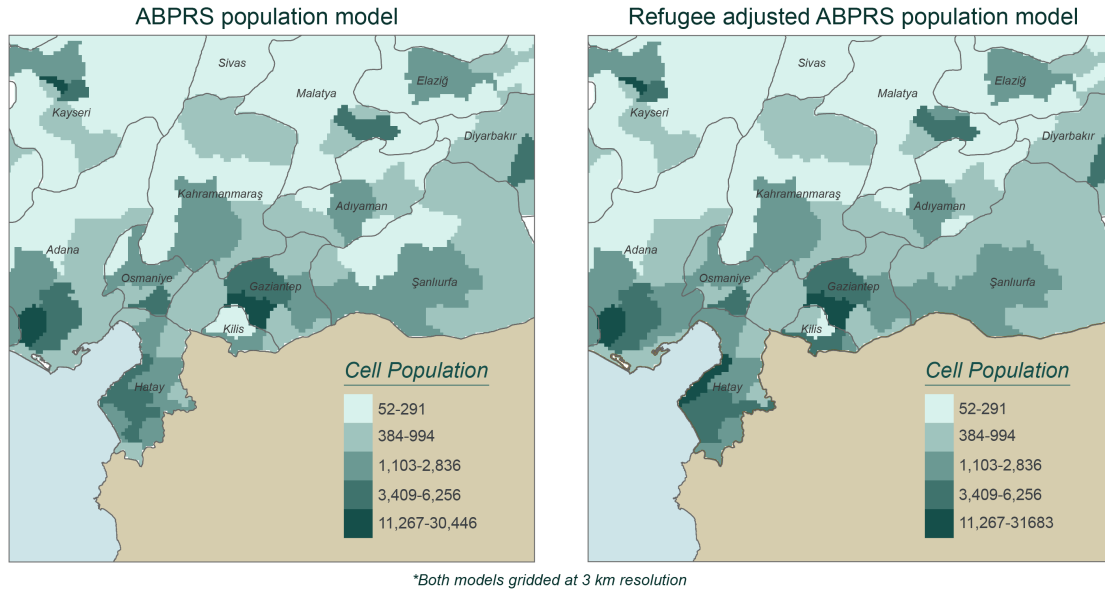 ABPRS population model
Refugee adjusted ABPRS population model
Sivas
Elaziğ
Malatya
Kayseri
Diyarbakır
Kahramanmaraş
Adıyaman
Adana
Osmaniye
Gaziantep
Şanlıurfa
Kilis
Hatay
Cell Population
52-291
384-994
1,103-2,836
3,409-6,256
11,267-30,446
Sivas
Elaziğ
Malatya
Kayseri
Diyarbakır
Kahramanmaraş
Adıyaman
Adana
Osmaniye
Gaziantep
Şanlıurfa
Kilis
Hatay
Cell Population
52-291
384-994
1,103-2,836
3,409-6,256
11,267-31683
*Both models gridded at 3 km resolution